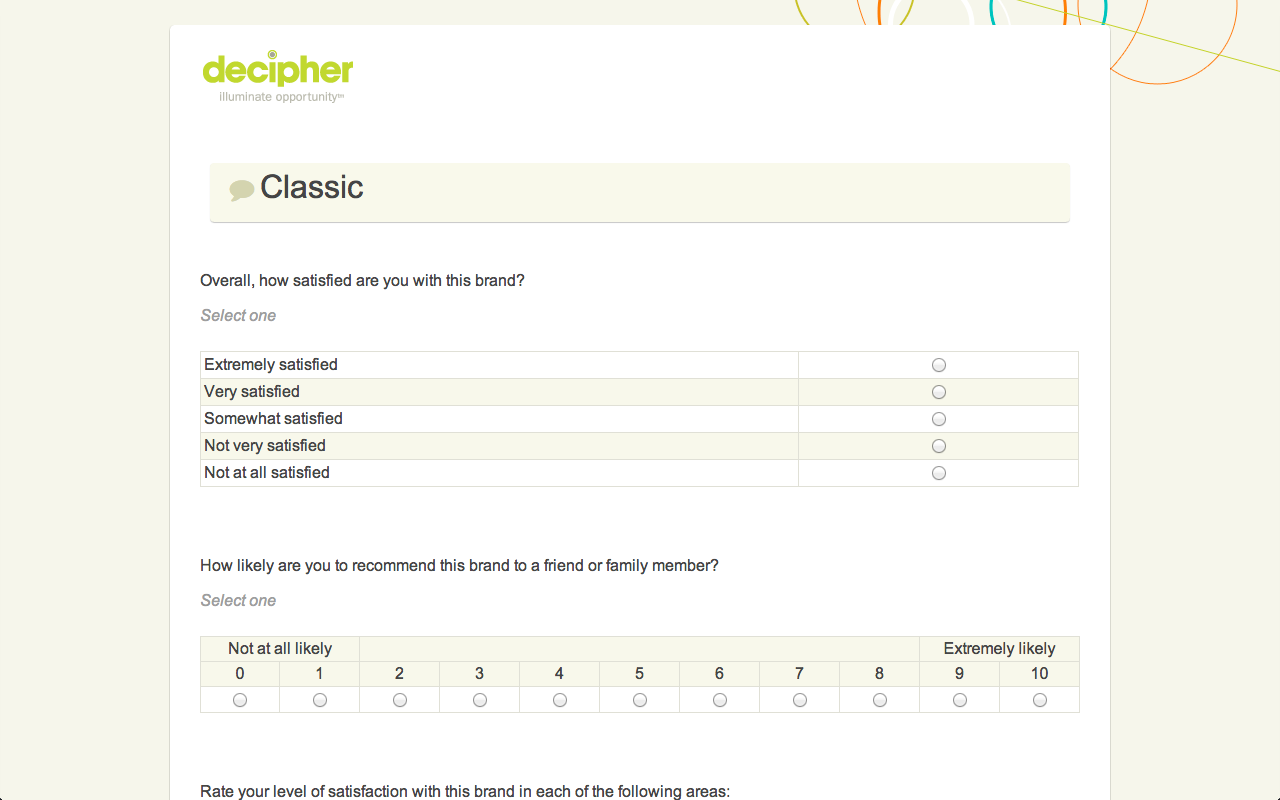 decipher
illuminate opportunity™
Classic
Overall, how satisfied are you with this brand?
Select one
Extremely satisfied
Very satisfied
Somewhat satisfied
Not very satisfied
Not at all satisfied
How likely are you to recommend this brand to a friend or family member?
Select one
Not at all likely Extremely likely
0 1 2 3 4 5 6 7 8 9 10
Rate your level of satisfaction with this brand in each of the following areas: